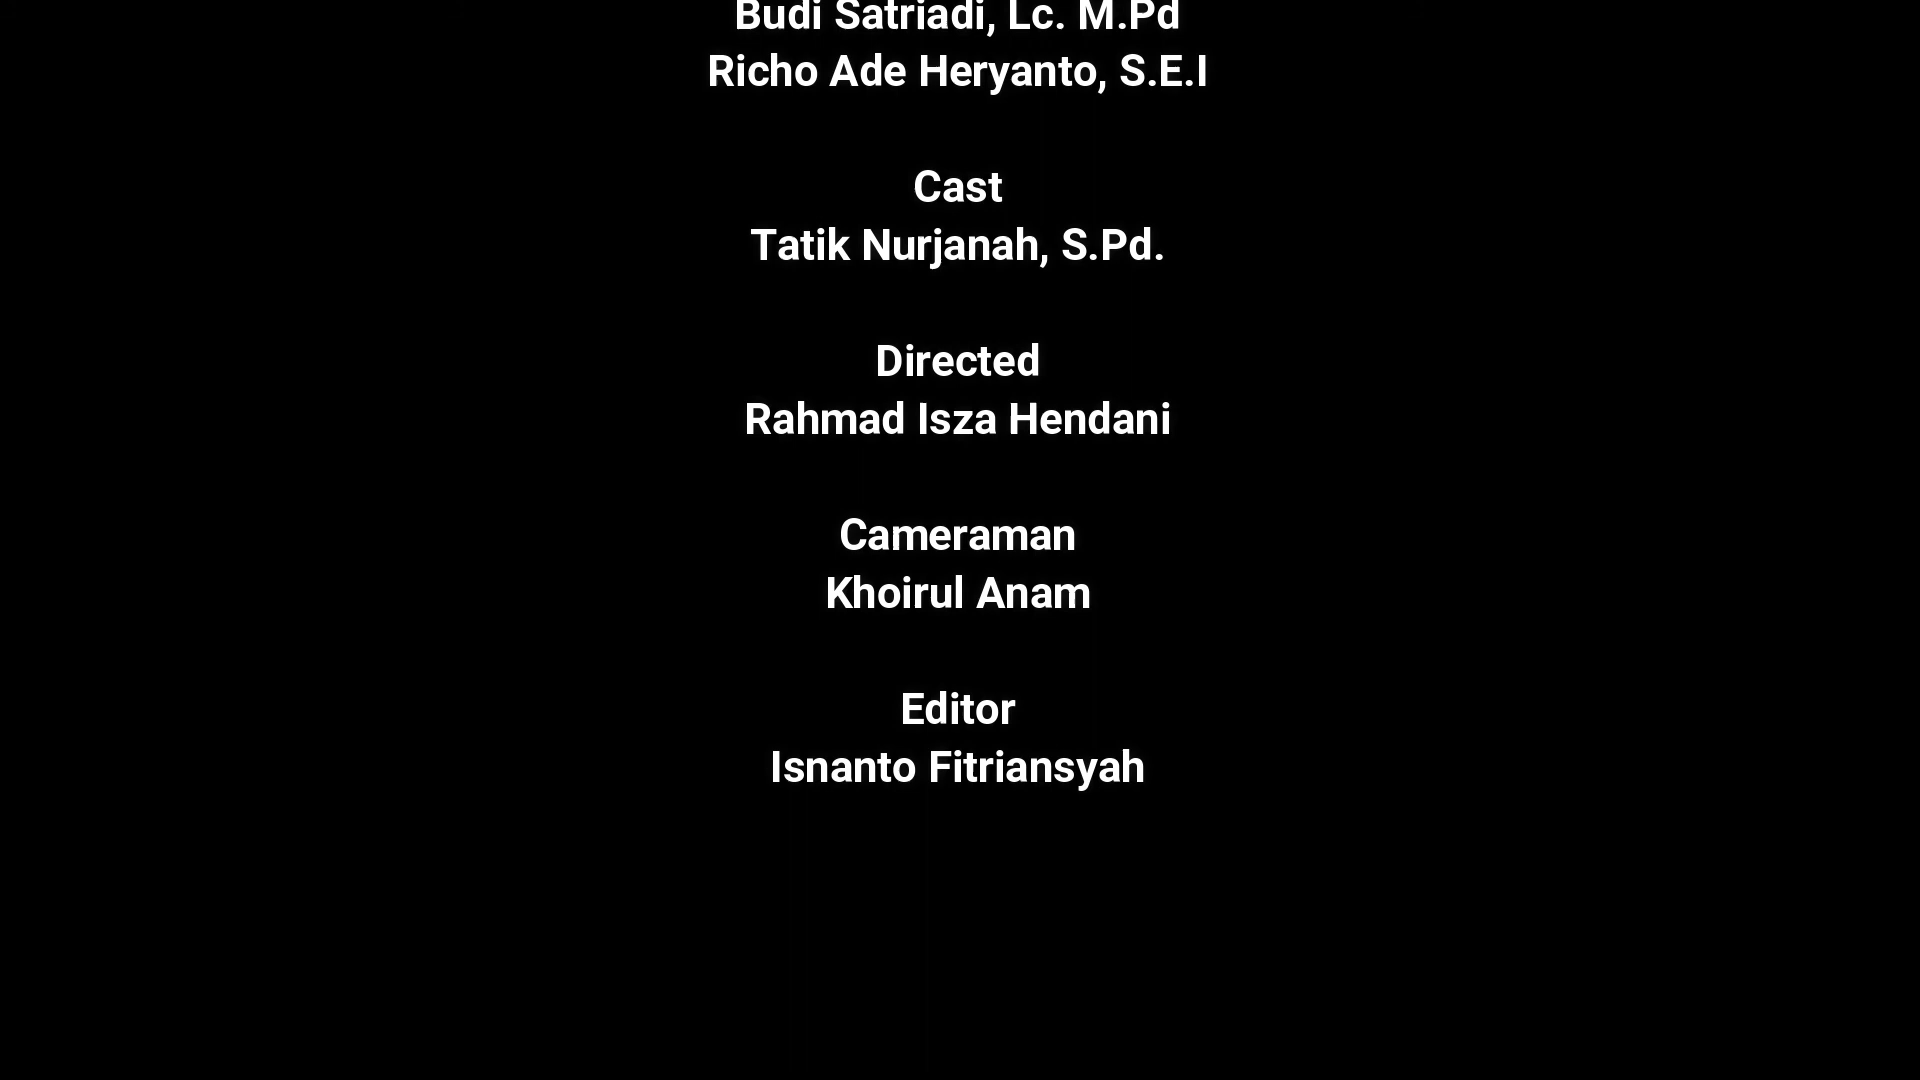 Budi Satriadi, Lc. M.Pd
Richo Ade Heryanto, S.E.I
Cast
Tatik Nurjanah, S.Pd.
Directed
Rahmad Isza Hendani
Cameraman
Khoirul Anam
Editor
Isnanto Fitriansyah